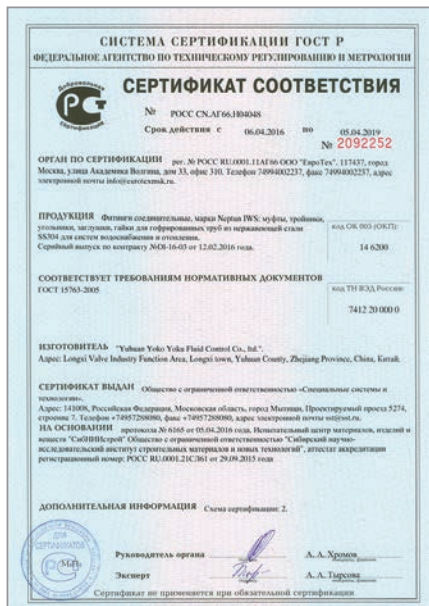 СИСТЕМА СЕРТИФИКАЦИИ ГОСТ Р
ФЕДЕРАЛЬНОЕ АГЕНТСТВО ПО ТЕХНИЧЕСКОМУ РЕГУЛИРОВАНИЮ И МЕТРОЛОГИИ
Добровольная
сертификация
СЕРТИФИКАТ СООТВЕТСТВИЯ
№ РОСС CN.АГ66.Н04048
Срок действия с 06.04.2016 по 05.04.2019
№ 2092252
ОРГАН ПО СЕРТИФИКАЦИИ рег. № РОСС RU.0001.11АГ66 ООО "ЕвроТех". 117437, город
Москва, улица Академика Волгина, дом 33, офис 310. Телефон 74994002237, факс 74994002237, адрес
электронной почты info@eurotexmsk.ru.
ПРОДУКЦИЯ Фитинги соединительные, марки Neptun IWS: муфты, тройники,
угольники, заглушки, гайки для гофрированных труб из нержавеющей стали
SS304 для систем водоснабжения и отопления.
Серийный выпуск по контракту №OI-16-03 от 12.02.2016 года.
код ОК 005 (ОКП):
14 6200
СООТВЕТСТВУЕТ ТРЕБОВАНИЯМ НОРМАТИВНЫХ ДОКУМЕНТОВ
ГОСТ 15763-2005
код ТН ВЭД России:
7412 20 000 0
ИЗГОТОВИТЕЛЬ "Yuhuan Yoko Yoku Fluid Control Co., ltd.".
Адрес: Longxi Valve Industry Function Area, Longxi town, Yuhuan County, Zhejiang Province, China, Китай.
СЕРТИФИКАТ ВЫДАН Общество с ограниченной ответственностью «Специальные системы и
технологии».
Адрес: 141008, Российская Федерация, Московская область, город Мытищи, Проектируемый проезд 5274,
строение 7. Телефон +74957288080, факс +74957288080, адрес электронной почты sst@sst.ru.
НА ОСНОВАНИИ протокола № 6165 от 05.04.2016 года. Испытательный центр материалов, изделий и
веществ "СибНИИстрой" Общество с ограниченной ответственностью "Сибирский научно-
исследовательский институт строительных материалов и новых технологий", аттестат аккредитации
регистрационный номер: РОСС RU.0001.21СЛ61 от 29.09.2015 года
ДОПОЛНИТЕЛЬНАЯ ИНФОРМАЦИЯ Схема сертификации: 2.
ДЛЯ
СЕРТИФИКАТОВ
М.П.
Руководитель органа А. А. Хромов
Эксперт А. А. Тырсова
Сертификат не применяется при обязательной сертификации